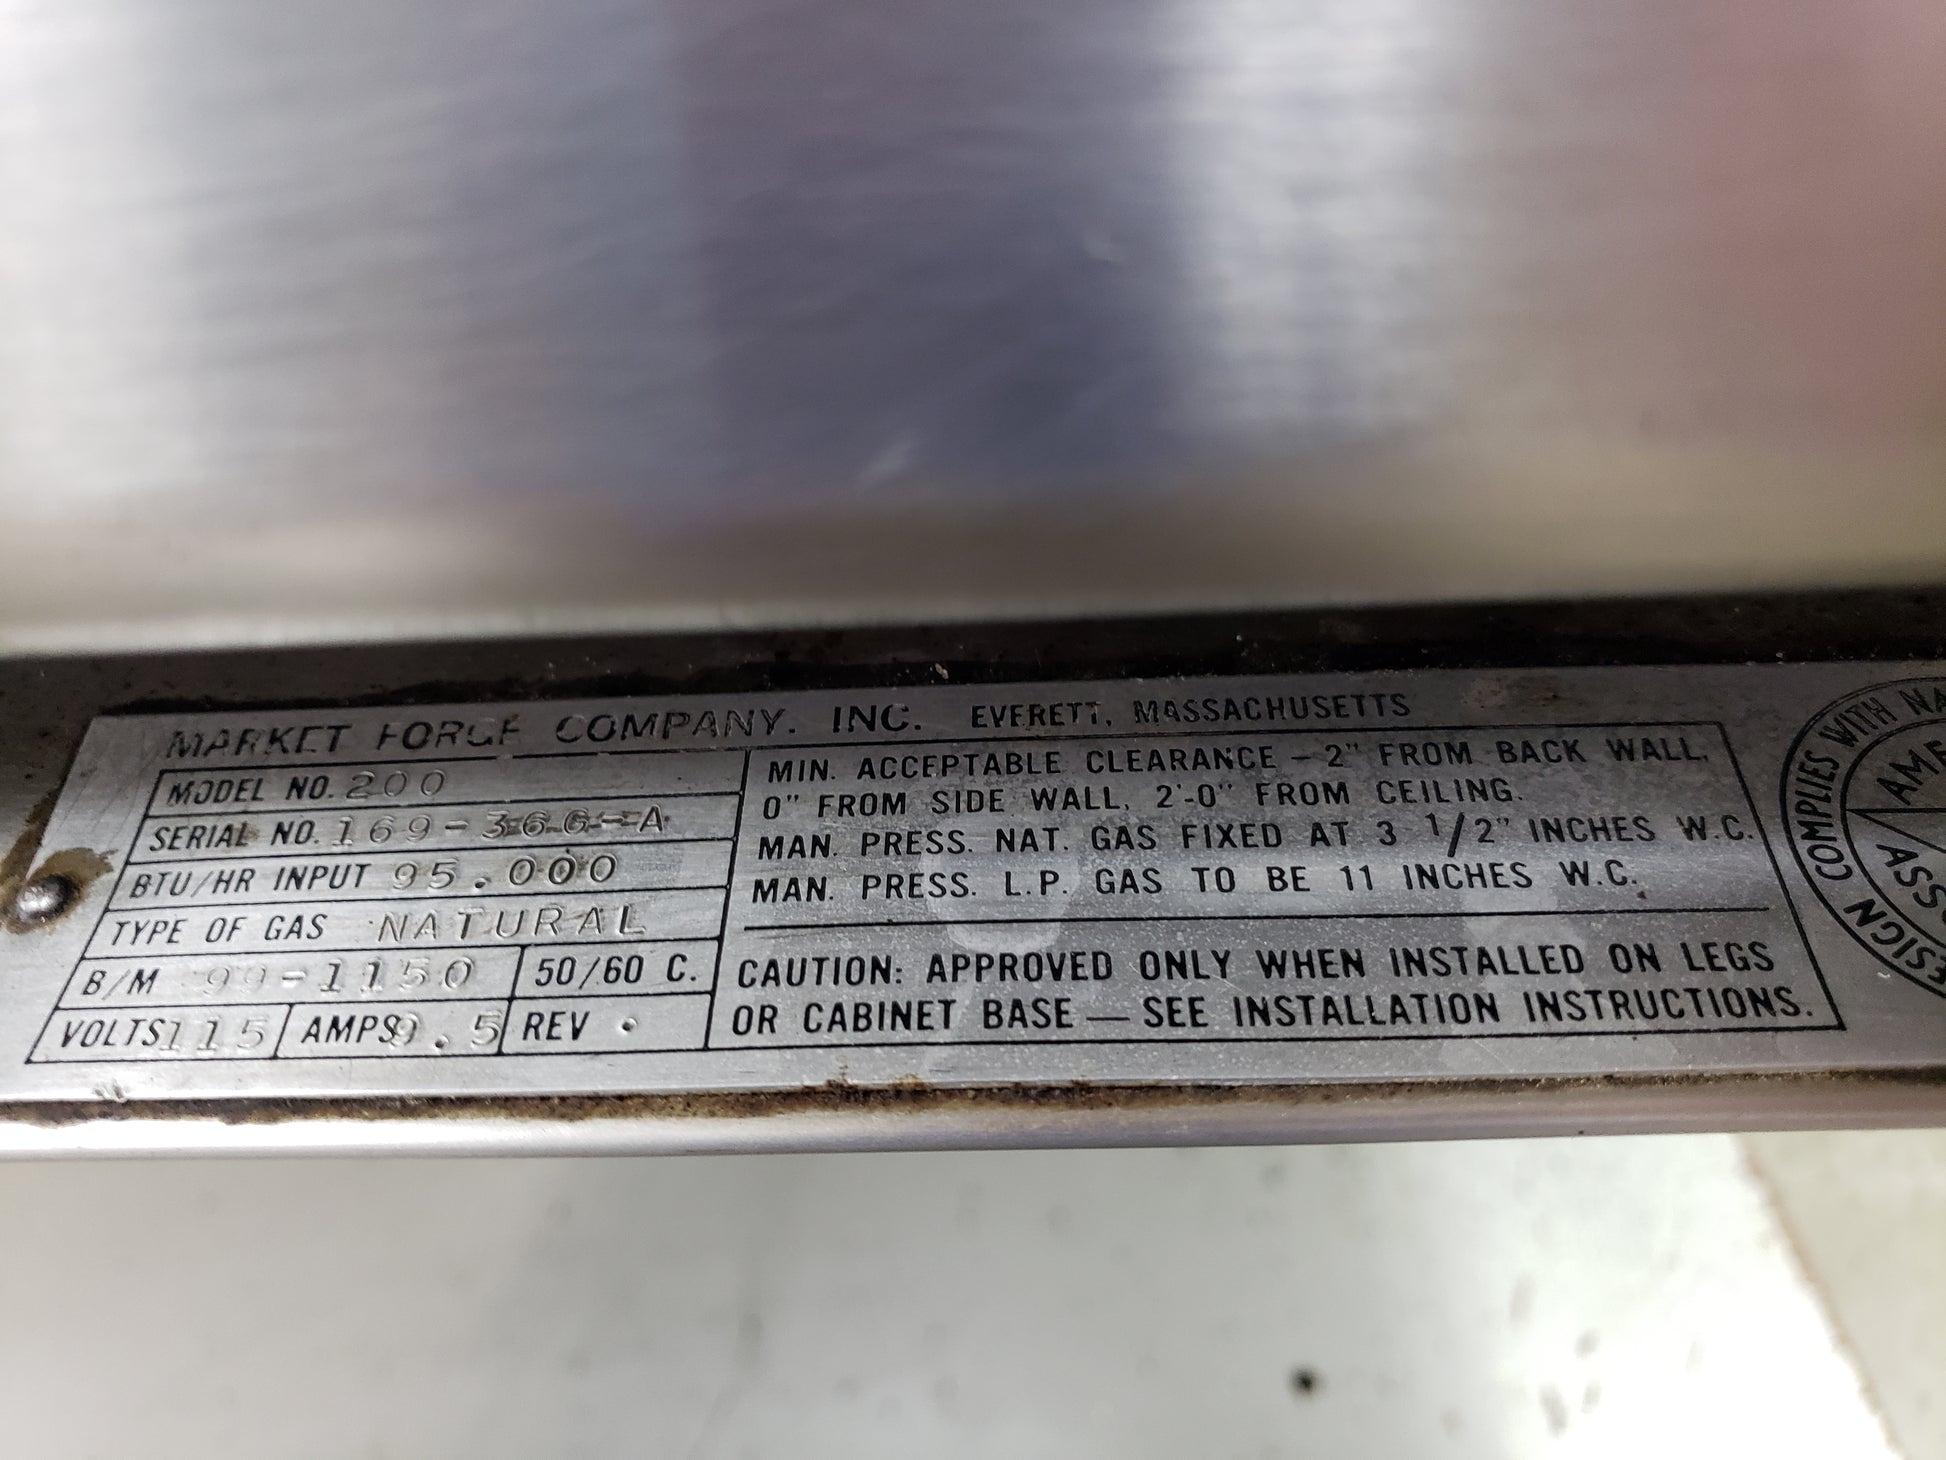 MARKET FORGE COMPANY, INC. EVERETT, MASSACHUSETTS
MODEL NO. 200
SERIAL NO. 169-366-A
BTU/HR INPUT 95.000
TYPE OF GAS NATURAL
B/M 99-1150 50/60 C.
VOLTS 115 AMPS 9.5 REV .
MIN. ACCEPTABLE CLEARANCE – 2" FROM BACK WALL,
0" FROM SIDE WALL, 2'-0" FROM CEILING.
MAN. PRESS. NAT. GAS FIXED AT 3 1/2" INCHES W.C.
MAN. PRESS. L.P. GAS TO BE 11 INCHES W.C.
CAUTION: APPROVED ONLY WHEN INSTALLED ON LEGS
OR CABINET BASE — SEE INSTALLATION INSTRUCTIONS.
COMPLIES WITH